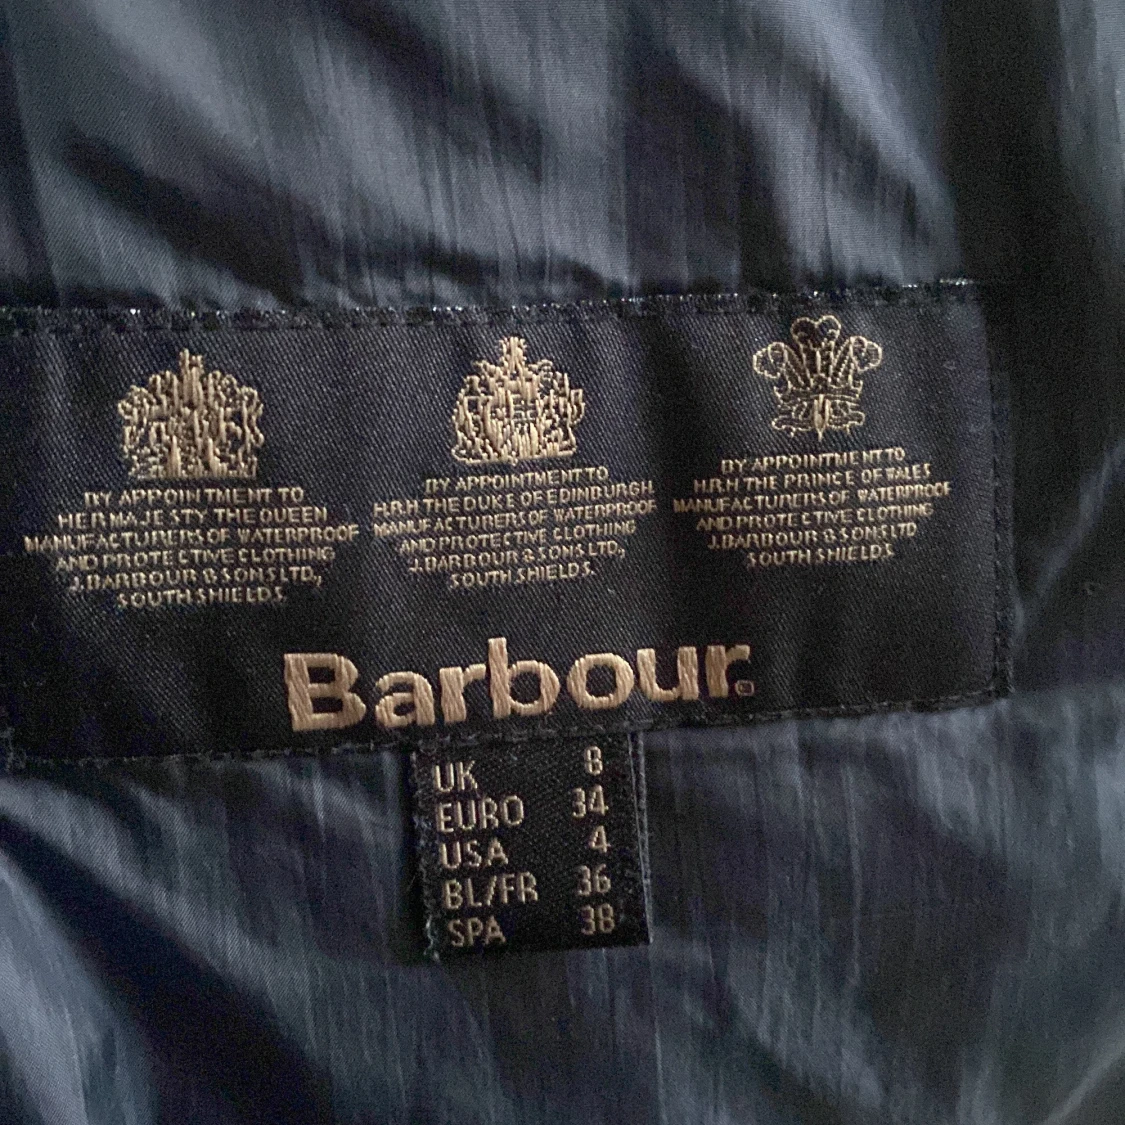 BY APPOINTMENT TO
HER MAJESTY THE QUEEN
MANUFACTURERS OF WATERPROOF
AND PROTECTIVE CLOTHING
J.BARBOUR & SONS LTD,
SOUTH SHIELDS.
BY APPOINTMENT TO
H.R.H THE DUKE OF EDINBURGH
MANUFACTURERS OF WATERPROOF
AND PROTECTIVE CLOTHING
J.BARBOUR & SONS LTD,
SOUTH SHIELDS.
BY APPOINTMENT TO
H.R.H THE PRINCE OF WALES
MANUFACTURERS OF WATERPROOF
AND PROTECTIVE CLOTHING
J.BARBOUR & SONS LTD
SOUTH SHIELDS.
Barbour®
UK 8
EURO 34
USA 4
BL/FR 36
SPA 38